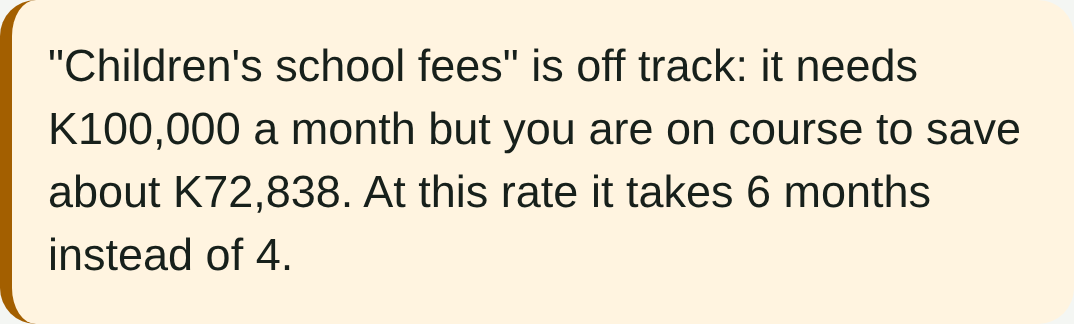 "Children's school fees" is off track: it needs
K100,000 a month but you are on course to save
about K72,838. At this rate it takes 6 months
instead of 4.